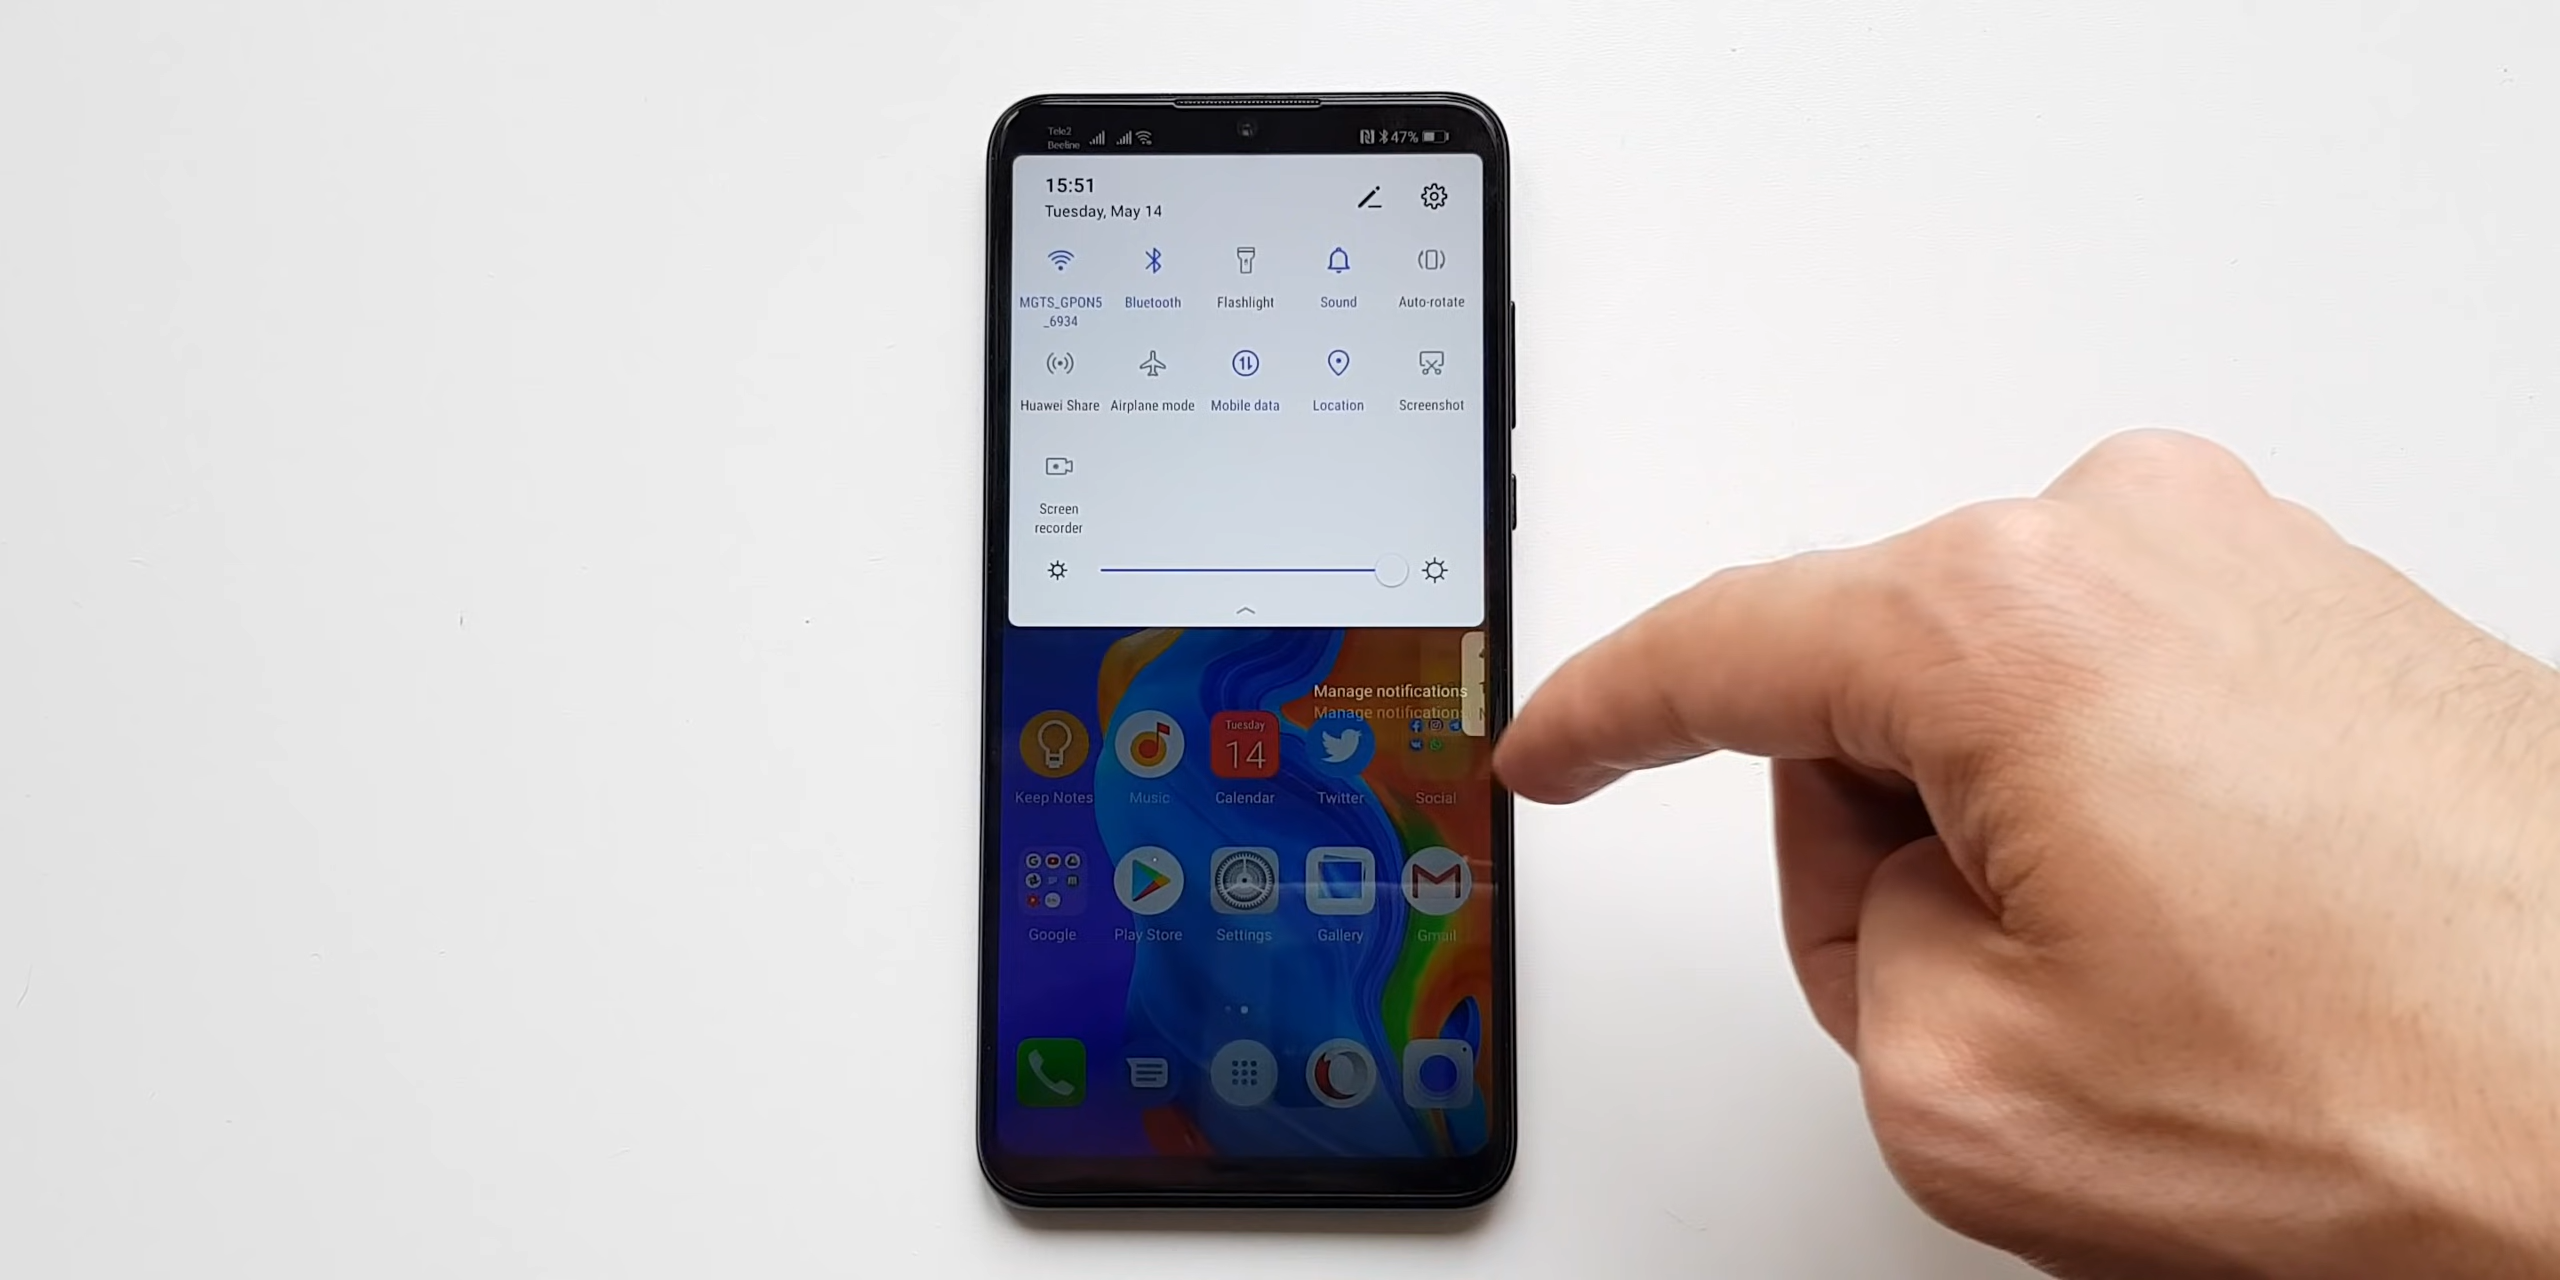 Tele2
Beeline
47%
15:51
Tuesday, May 14
MGTS_GPON5
_6934
Bluetooth
Flashlight
Sound
Auto-rotate
Huawei Share
Airplane mode
Mobile data
Location
Screenshot
Screen
recorder
Manage notifications
Manage notifications
Tuesday
14
Keep Notes
Music
Calendar
Twitter
Social
Google
Play Store
Settings
Gallery
Gmail